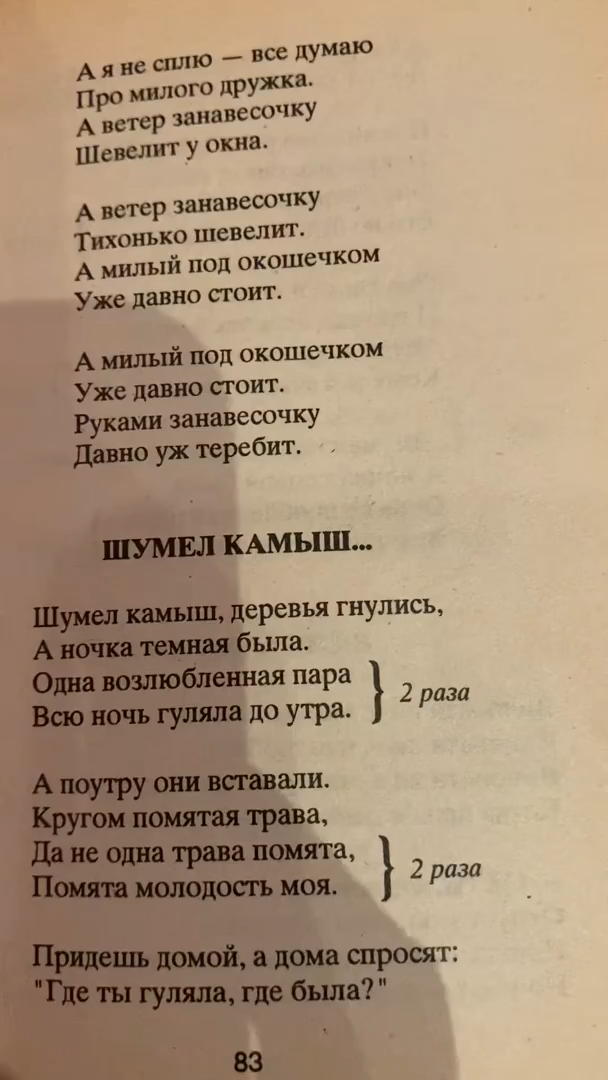 А я не сплю — все думаю
Про милого дружка.
А ветер занавесочку
Шевелит у окна.
А ветер занавесочку
Тихонько шевелит.
А милый под окошечком
Уже давно стоит.
А милый под окошечком
Уже давно стоит.
Руками занавесочку
Давно уж теребит.
ШУМЕЛ КАМЫШ...
Шумел камыш, деревья гнулись,
А ночка темная была.
Одна возлюбленная пара
Всю ночь гуляла до утра.
2 раза
А поутру они вставали.
Кругом помятая трава,
Да не одна трава помята,
Помята молодость моя.
2 раза
Придешь домой, а дома спросят:
"Где ты гуляла, где была?"
83